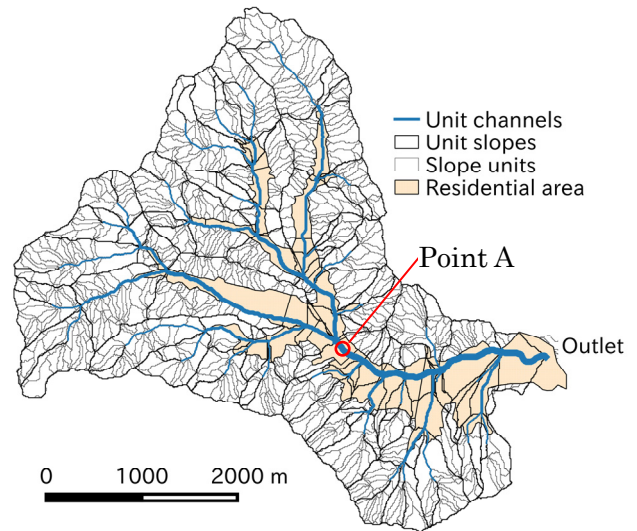 Unit channels
Unit slopes
Slope units
Residential area
Point A
Outlet
0 1000 2000 m